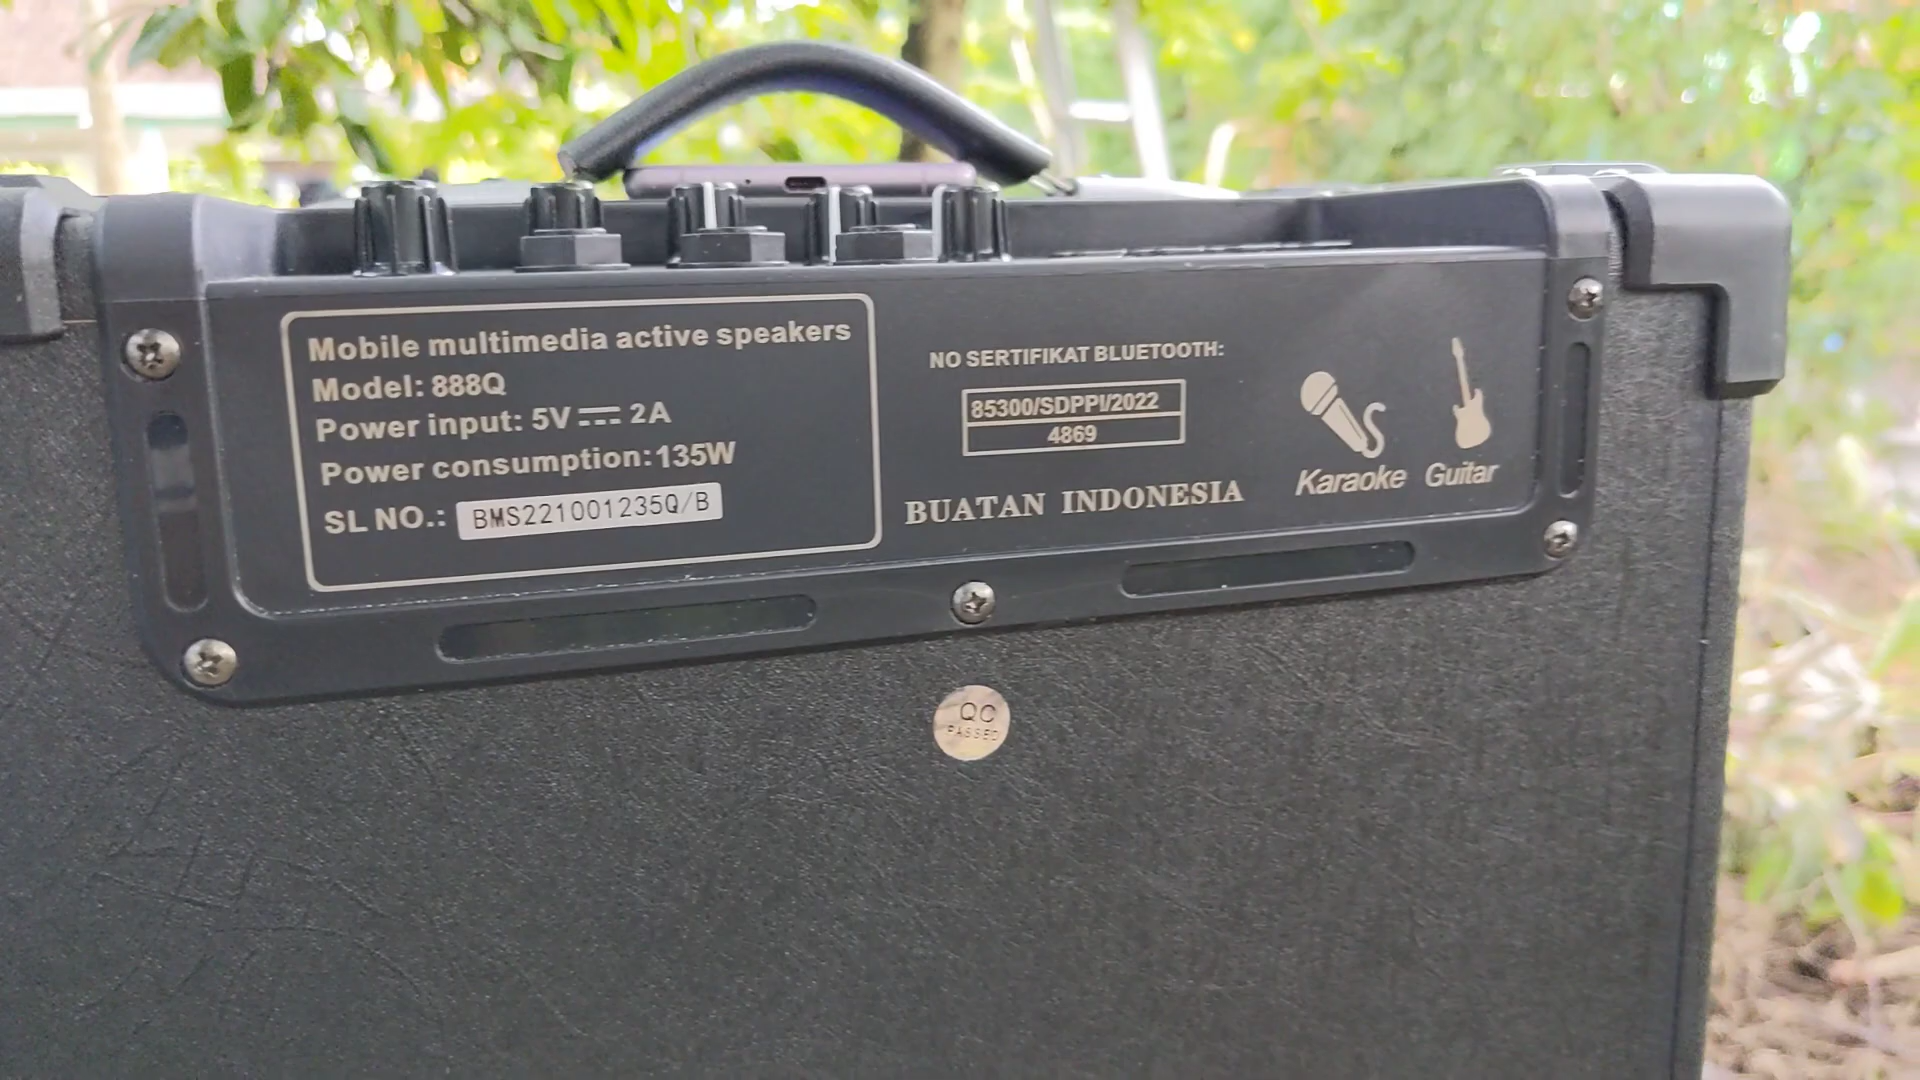 Mobile multimedia active speakers
Model: 888Q
Power input: 5V ⎓ 2A
Power consumption:135W
SL NO.: BMS221001235Q/B
NO SERTIFIKAT BLUETOOTH:
85300/SDPPI/2022
4869
BUATAN INDONESIA
Karaoke Guitar
QC
PASSED